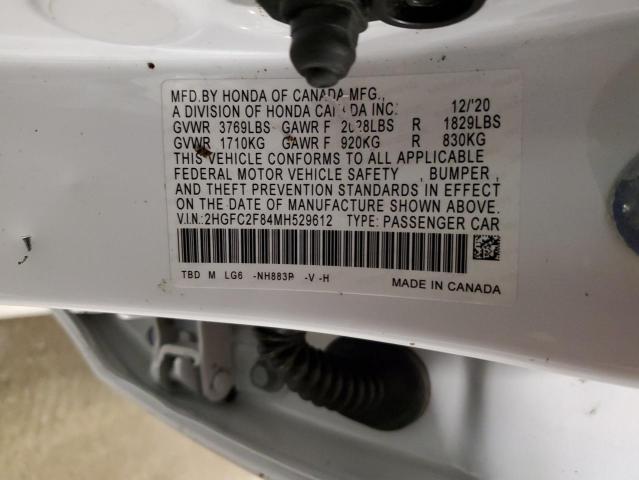 MFD.BY HONDA OF CANADA MFG.,
A DIVISION OF HONDA CANADA INC. 12/'20
GVWR 3769LBS GAWR F 2028LBS R 1829LBS
GVWR 1710KG GAWR F 920KG R 830KG
THIS VEHICLE CONFORMS TO ALL APPLICABLE
FEDERAL MOTOR VEHICLE SAFETY , BUMPER ,
AND THEFT PREVENTION STANDARDS IN EFFECT
ON THE DATE OF MANUFACTURE SHOWN ABOVE.
V.I.N.:2HGFC2F84MH529612 TYPE: PASSENGER CAR
TBD M LG6 -NH883P -V -H MADE IN CANADA